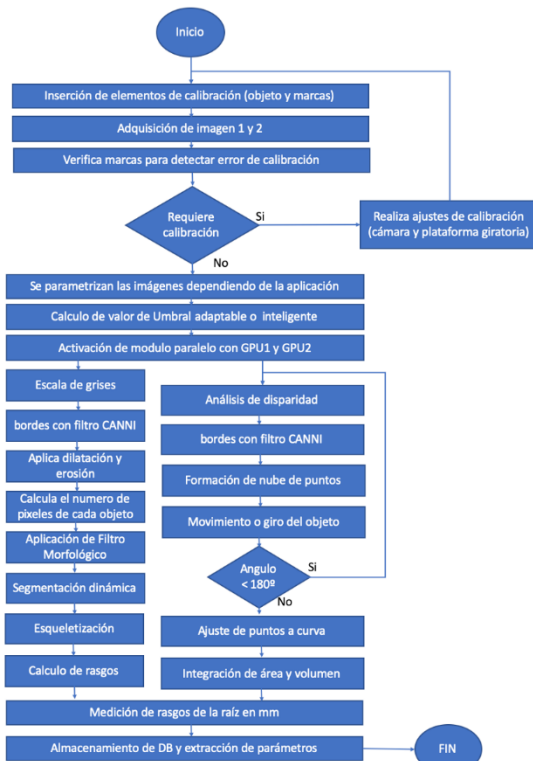 Inicio
Inserción de elementos de calibración (objeto y marcas)
Adquisición de imagen 1 y 2
Verifica marcas para detectar error de calibración
Requiere
calibración
Si
Realiza ajustes de calibración
(cámara y plataforma giratoria)
No
Se parametrizan las imágenes dependiendo de la aplicación
Calculo de valor de Umbral adaptable o inteligente
Activación de modulo paralelo con GPU1 y GPU2
Escala de grises
bordes con filtro CANNI
Aplica dilatación y
erosión
Calcula el numero de
pixeles de cada objeto
Aplicación de Filtro
Morfológico
Segmentación dinámica
Esqueletización
Calculo de rasgos
Análisis de disparidad
bordes con filtro CANNI
Formación de nube de puntos
Movimiento o giro del objeto
Angulo
< 180º
Si
No
Ajuste de puntos a curva
Integración de área y volumen
Medición de rasgos de la raíz en mm
Almacenamiento de DB y extracción de parámetros
FIN